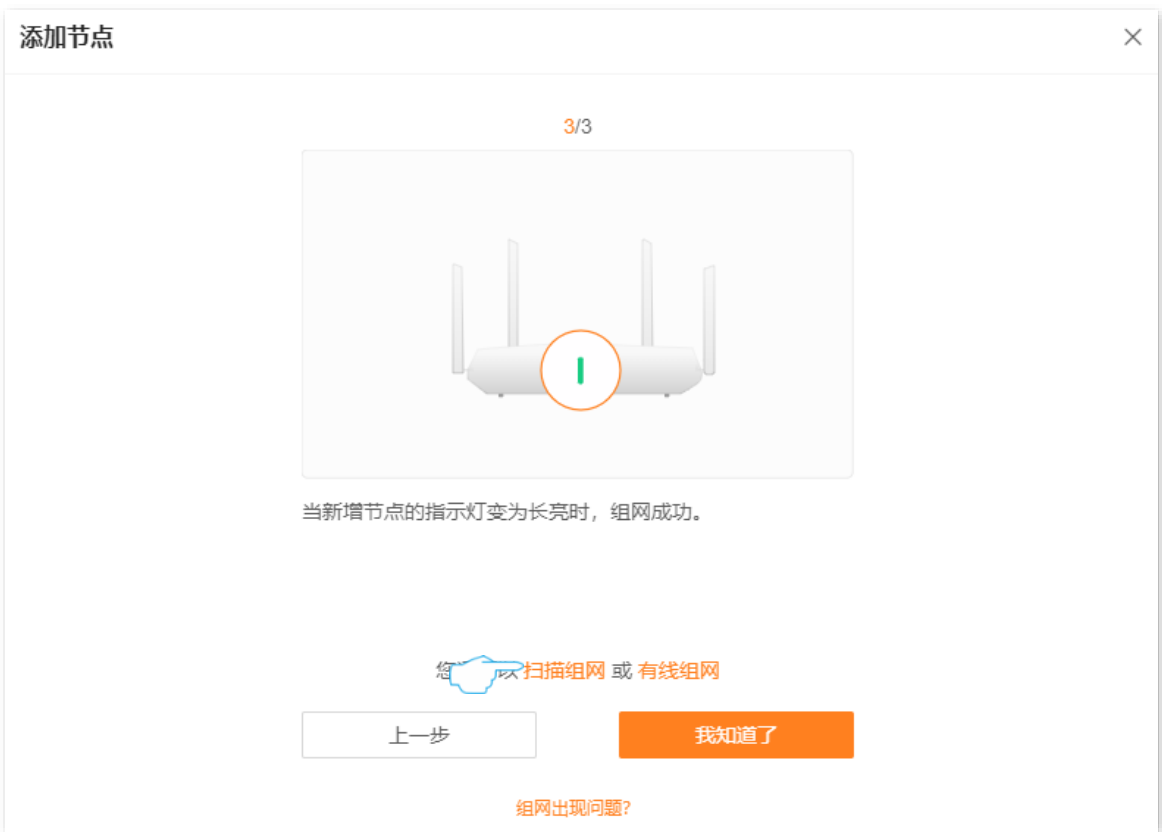 添加节点
3/3
当新增节点的指示灯变为长亮时，组网成功。
您 以 扫描组网 或 有线组网
上一步
我知道了
组网出现问题?